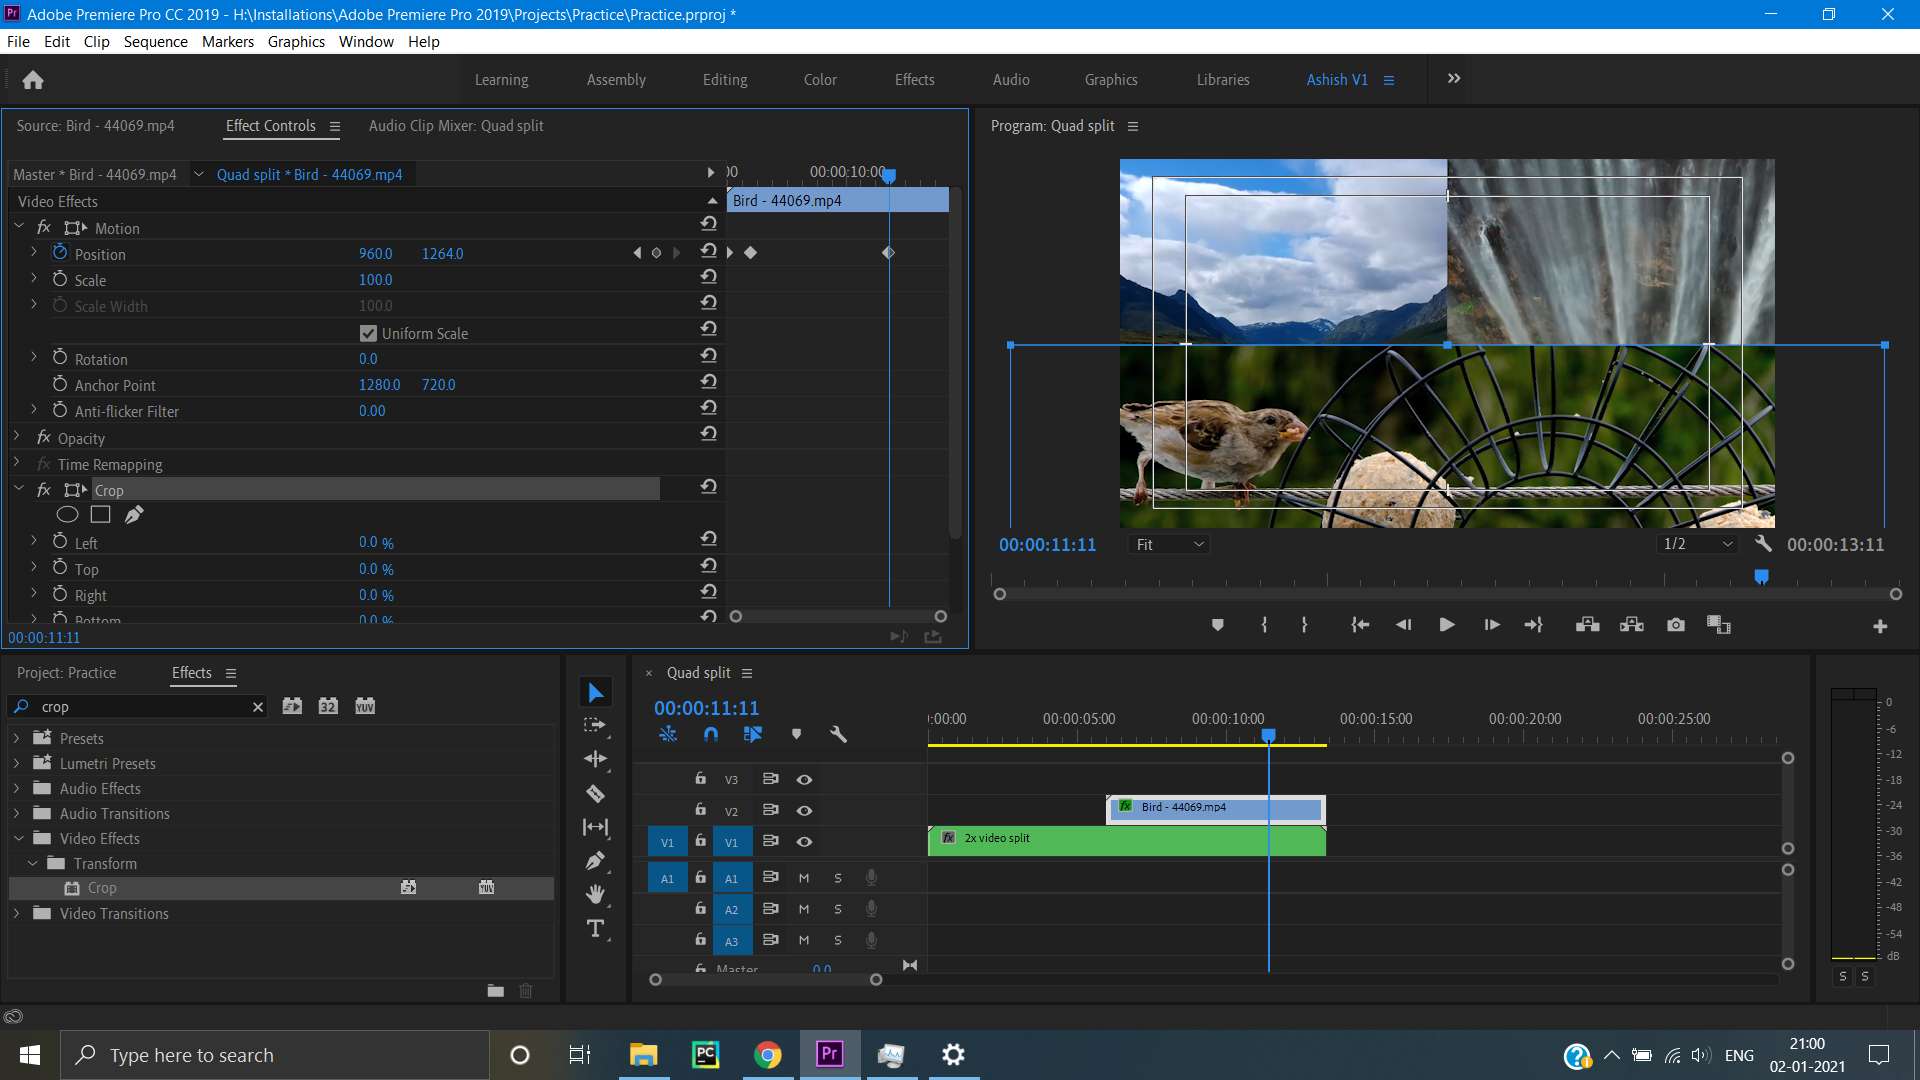 Pr Adobe Premiere Pro CC 2019 - H:\Installations\Adobe Premiere Pro 2019\Projects\Practice\Practice.prproj *
File Edit Clip Sequence Markers Graphics Window Help
Learning Assembly Editing Color Effects Audio Graphics Libraries Ashish V1
Source: Bird - 44069.mp4 Effect Controls Audio Clip Mixer: Quad split
Program: Quad split
Master * Bird - 44069.mp4 Quad split * Bird - 44069.mp4
00:00:10:00
Video Effects
Bird - 44069.mp4
fx Motion
Position 960.0 1264.0
Scale 100.0
Scale Width 100.0
Uniform Scale
Rotation 0.0
Anchor Point 1280.0 720.0
Anti-flicker Filter 0.00
fx Opacity
fx Time Remapping
fx Crop
Left 0.0 %
Top 0.0 %
Right 0.0 %
Bottom 0.0 %
00:00:11:11
00:00:11:11 Fit 1/2 00:00:13:11
Project: Practice Effects
crop 32 YUV
Presets
Lumetri Presets
Audio Effects
Audio Transitions
Video Effects
Transform
Crop
Video Transitions
× Quad split
00:00:11:11
:00:00 00:00:05:00 00:00:10:00 00:00:15:00 00:00:20:00 00:00:25:00
V3
V2 fx Bird - 44069.mp4
V1 V1 fx 2x video split
A1 A1 M S
A2 M S
A3 M S
Master 0.0
0
-6
-12
-18
-24
-30
-36
-42
-48
-54
dB
S S
Type here to search
PC Pr
ENG
21:00
02-01-2021